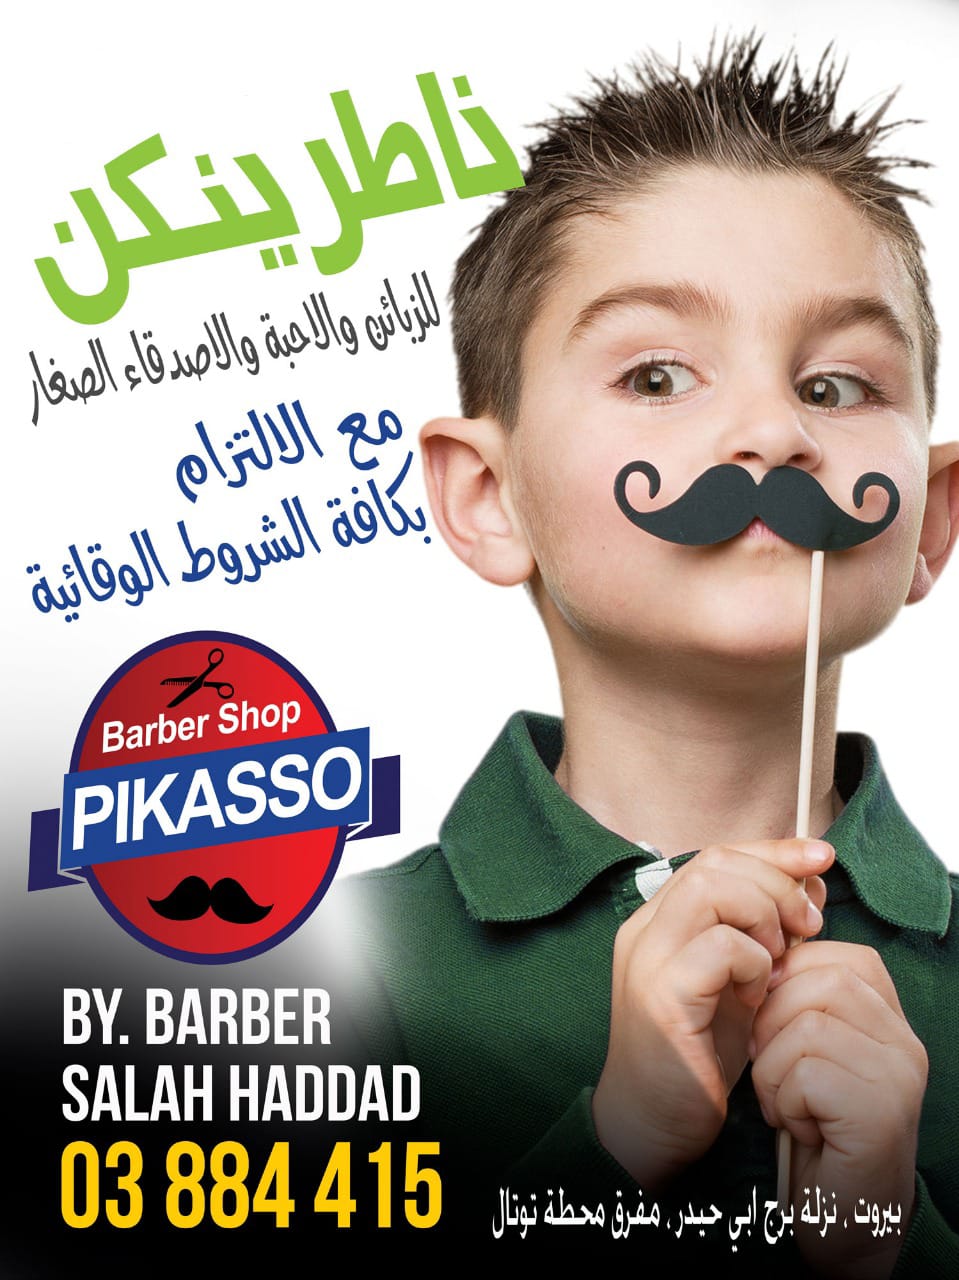 ناطرينكن
للزبائن والاحبة والاصدقاء الصغار
مع الالتزام
بكافة الشروط الوقائية
Barber Shop
PIKASSO
BY. BARBER
SALAH HADDAD
03 884 415
بيروت ، نزلة برج ابي حيدر ، مفرق محطة توتال